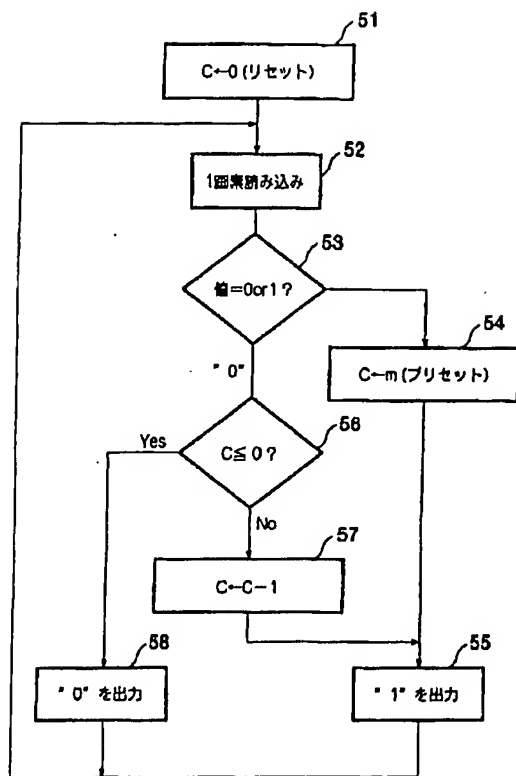 51
C←0(リセット)
52
1画素読み込み
53
値=0or1?
54
"0"
C←m(プリセット)
56
Yes
C≦0?
No
57
C←C−1
58
55
"0"を出力
"1"を出力